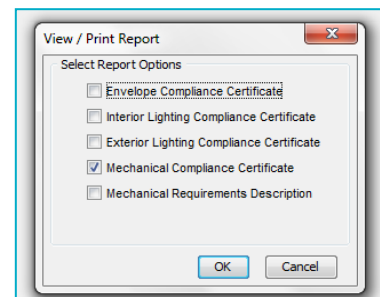 View / Print Report
Select Report Options
Envelope Compliance Certificate
Interior Lighting Compliance Certificate
Exterior Lighting Compliance Certificate
Mechanical Compliance Certificate
Mechanical Requirements Description
OK Cancel